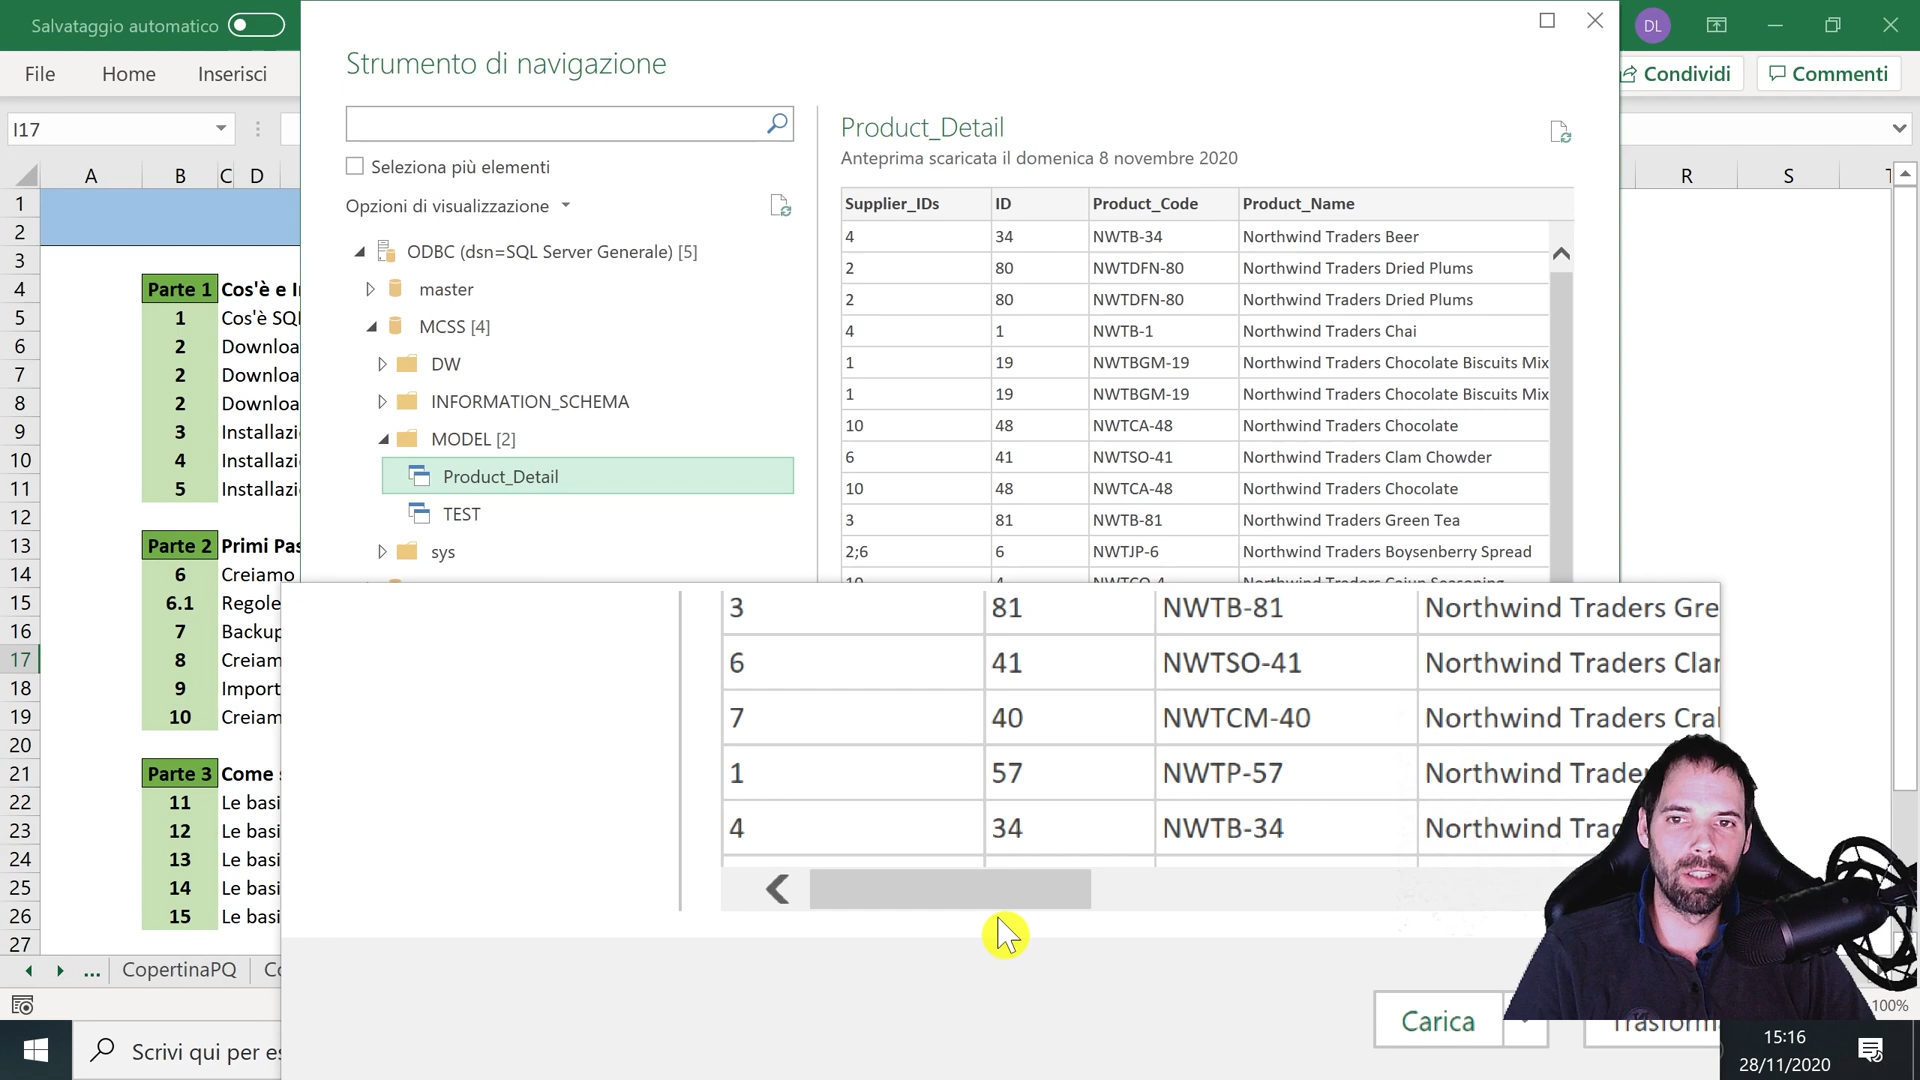 Salvataggio automatico
DL
File Home Inserisci
Condividi Commenti
I17
A B C D R S
Strumento di navigazione
Seleziona più elementi
Opzioni di visualizzazione
ODBC (dsn=SQL Server Generale) [5]
master
MCSS [4]
DW
INFORMATION_SCHEMA
MODEL [2]
Product_Detail
TEST
sys
Product_Detail
Anteprima scaricata il domenica 8 novembre 2020
Supplier_IDs ID Product_Code Product_Name
4 34 NWTB-34 Northwind Traders Beer
2 80 NWTDFN-80 Northwind Traders Dried Plums
2 80 NWTDFN-80 Northwind Traders Dried Plums
4 1 NWTB-1 Northwind Traders Chai
1 19 NWTBGM-19 Northwind Traders Chocolate Biscuits Mix
1 19 NWTBGM-19 Northwind Traders Chocolate Biscuits Mix
10 48 NWTCA-48 Northwind Traders Chocolate
6 41 NWTSO-41 Northwind Traders Clam Chowder
10 48 NWTCA-48 Northwind Traders Chocolate
3 81 NWTB-81 Northwind Traders Green Tea
2;6 6 NWTJP-6 Northwind Traders Boysenberry Spread
3 81 NWTB-81 Northwind Traders Gre
6 41 NWTSO-41 Northwind Traders Cla
7 40 NWTCM-40 Northwind Traders Cra
1 57 NWTP-57 Northwind Trade
4 34 NWTB-34 Northwind Trad
Carica
Trasform
1
2
3
4 Parte 1 Cos'è e I
5 1 Cos'è SQL
6 2 Downloa
7 2 Downloa
8 2 Downloa
9 3 Installazi
10 4 Installazi
11 5 Installazi
12
13 Parte 2 Primi Pas
14 6 Creiamo
15 6.1 Regole
16 7 Backup
17 8 Creiam
18 9 Import
19 10 Creiam
20
21 Parte 3 Come s
22 11 Le basi
23 12 Le basi
24 13 Le basi
25 14 Le basi
26 15 Le basi
27
... CopertinaPQ
100%
Scrivi qui per es
15:16
28/11/2020